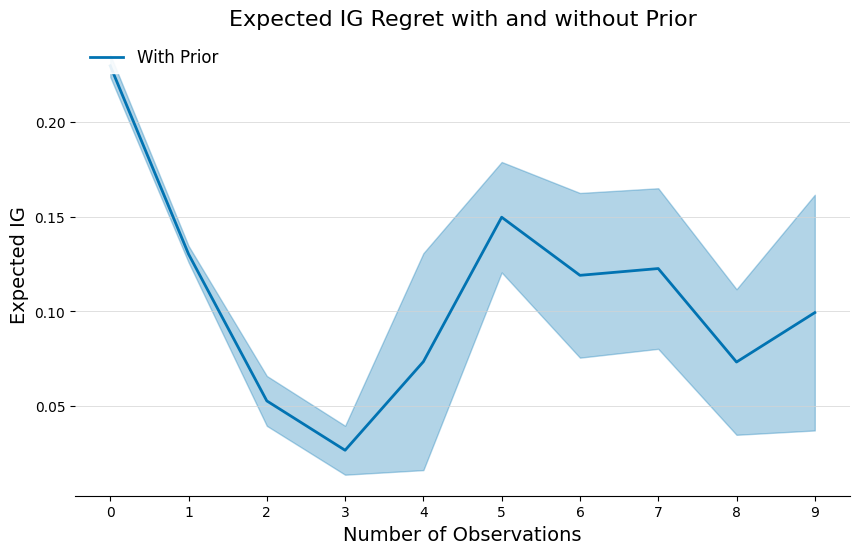 Expected IG Regret with and without Prior
With Prior
Expected IG
0.20
0.15
0.10
0.05
0 1 2 3 4 5 6 7 8 9
Number of Observations